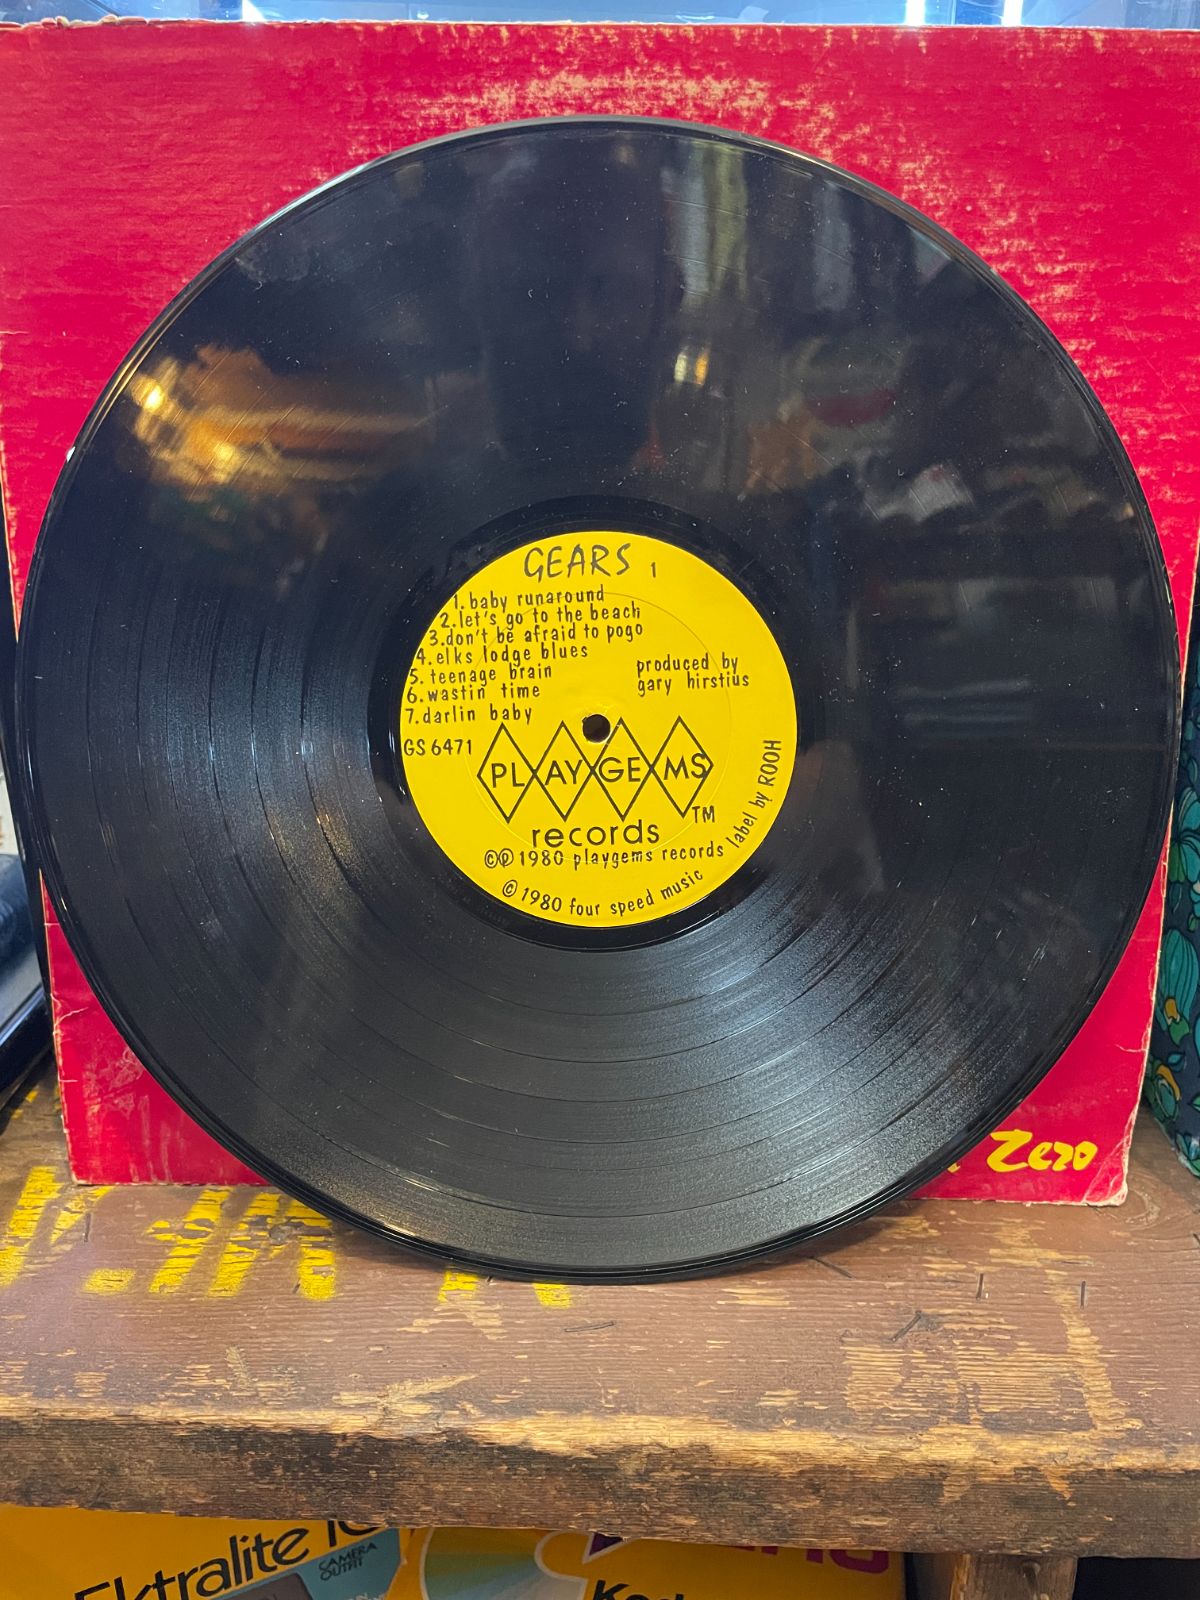 GEARS 1
1. baby runaround
2. let's go to the beach
3. don't be afraid to pogo
4. elks lodge blues
5. teenage brain
6. wastin time
7. darlin baby
produced by
gary hirstius
GS 6471
PLAYGEMS
TM
records
©℗ 1980 playgems records label by ROOH
© 1980 four speed music
Zero
Ektralite
CAMERA
OUTFIT